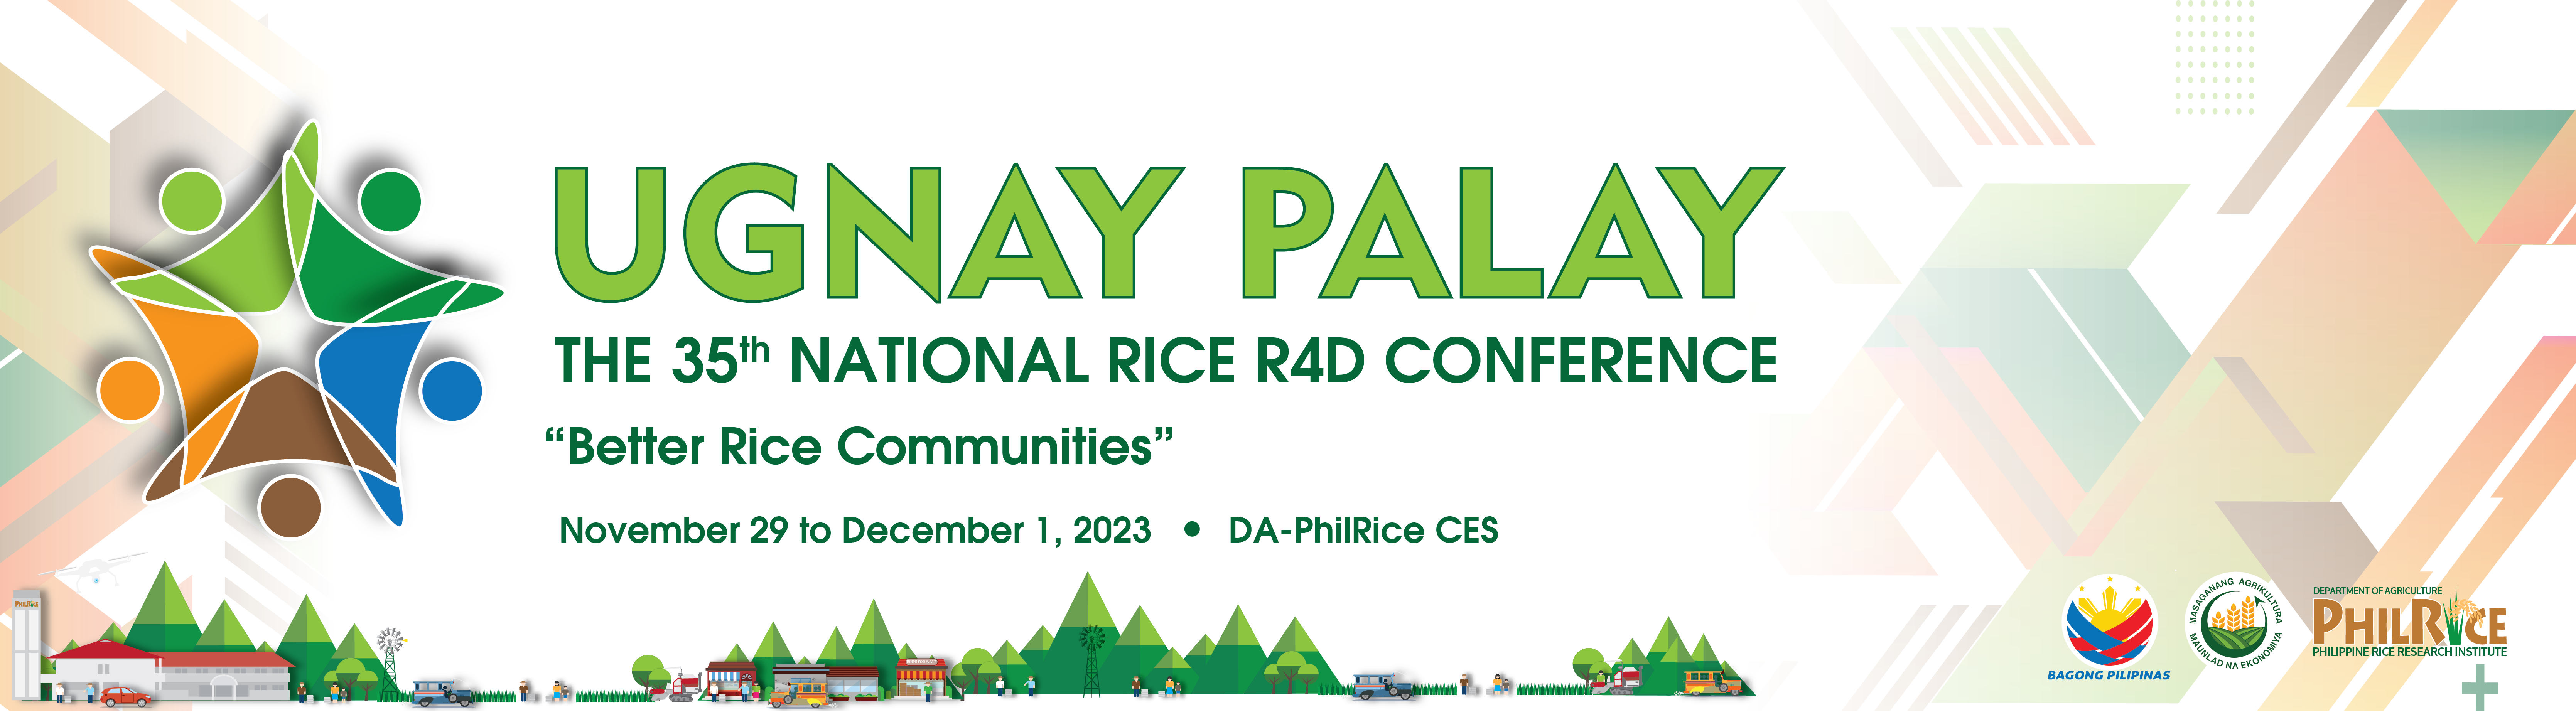 UGNAY PALAY
THE 35th NATIONAL RICE R4D CONFERENCE
“Better Rice Communities”
November 29 to December 1, 2023 • DA-PhilRice CES
PHILRICE
BAGONG PILIPINAS
MASAGANANG AGRIKULTURA
MAUNLAD NA EKONOMIYA
DEPARTMENT OF AGRICULTURE
PHILRICE
PHILIPPINE RICE RESEARCH INSTITUTE